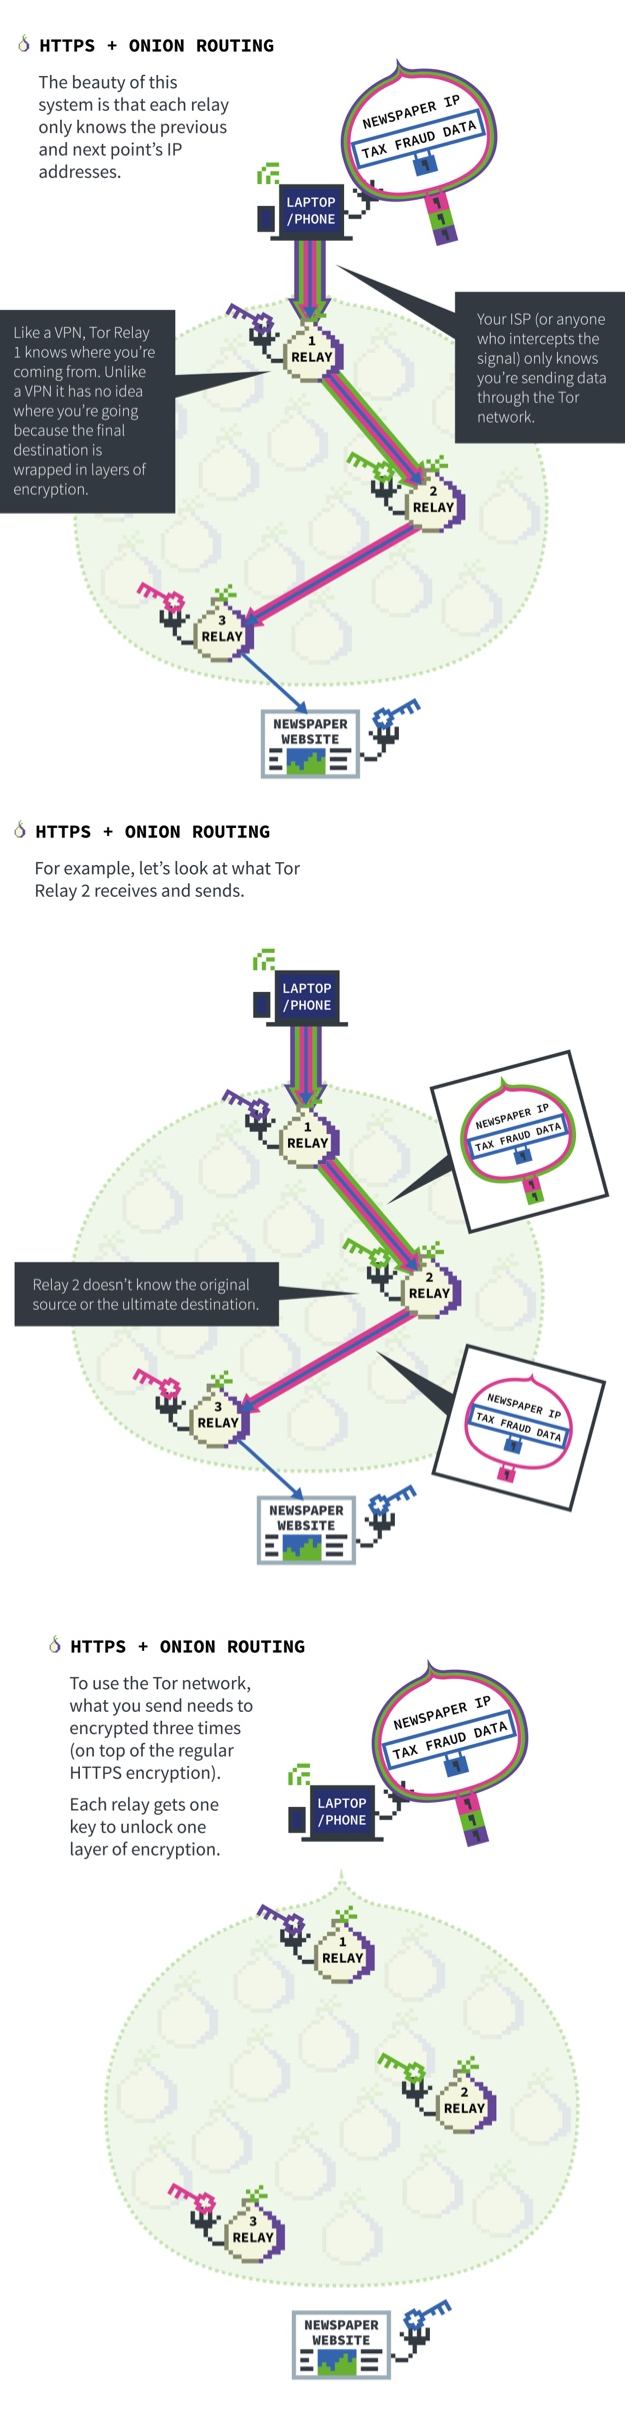 HTTPS + ONION ROUTING
The beauty of this
system is that each relay
only knows the previous
and next point's IP
addresses.
NEWSPAPER IP
TAX FRAUD DATA
LAPTOP
/PHONE
Your ISP (or anyone
who intercepts the
signal) only knows
you're sending data
through the Tor
network.
Like a VPN, Tor Relay
1 knows where you're
coming from. Unlike
a VPN it has no idea
where you're going
because the final
destination is
wrapped in layers of
encryption.
1
RELAY
2
RELAY
3
RELAY
NEWSPAPER
WEBSITE
HTTPS + ONION ROUTING
For example, let's look at what Tor
Relay 2 receives and sends.
LAPTOP
/PHONE
1
RELAY
NEWSPAPER IP
TAX FRAUD DATA
Relay 2 doesn't know the original
source or the ultimate destination.
2
RELAY
3
RELAY
NEWSPAPER IP
TAX FRAUD DATA
NEWSPAPER
WEBSITE
HTTPS + ONION ROUTING
To use the Tor network,
what you send needs to
encrypted three times
(on top of the regular
HTTPS encryption).
Each relay gets one
key to unlock one
layer of encryption.
NEWSPAPER IP
TAX FRAUD DATA
LAPTOP
/PHONE
1
RELAY
2
RELAY
3
RELAY
NEWSPAPER
WEBSITE